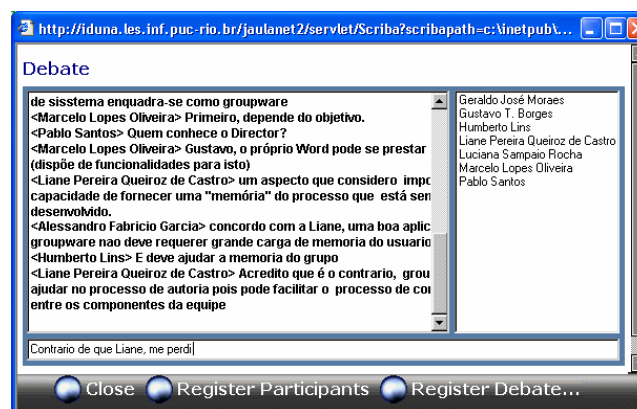 http://iduna.les.inf.puc-rio.br/jaulanet2/servlet/Scriba?scribapath=c:\inetpub\...
Debate
de sisstema enquadra-se como groupware
<Marcelo Lopes Oliveira> Primeiro, depende do objetivo.
<Pablo Santos> Quem conhece o Director?
<Marcelo Lopes Oliveira> Gustavo, o próprio Word pode se prestar
(dispõe de funcionalidades para isto)
<Liane Pereira Queiroz de Castro> um aspecto que considero impo
capacidade de fornecer uma "memória" do processo que está sen
desenvolvido.
<Alessandro Fabricio Garcia> concordo com a Liane, uma boa aplic
groupware nao deve requerer grande carga de memoria do usuario
<Humberto Lins> E deve ajudar a memoria do grupo
<Liane Pereira Queiroz de Castro> Acredito que é o contrario, grou
ajudar no processo de autoria pois pode facilitar o processo de co
entre os componentes da equipe
Geraldo José Moraes
Gustavo T. Borges
Humberto Lins
Liane Pereira Queiroz de Castro
Luciana Sampaio Rocha
Marcelo Lopes Oliveira
Pablo Santos
Contrario de que Liane, me perdi
Close Register Participants Register Debate...